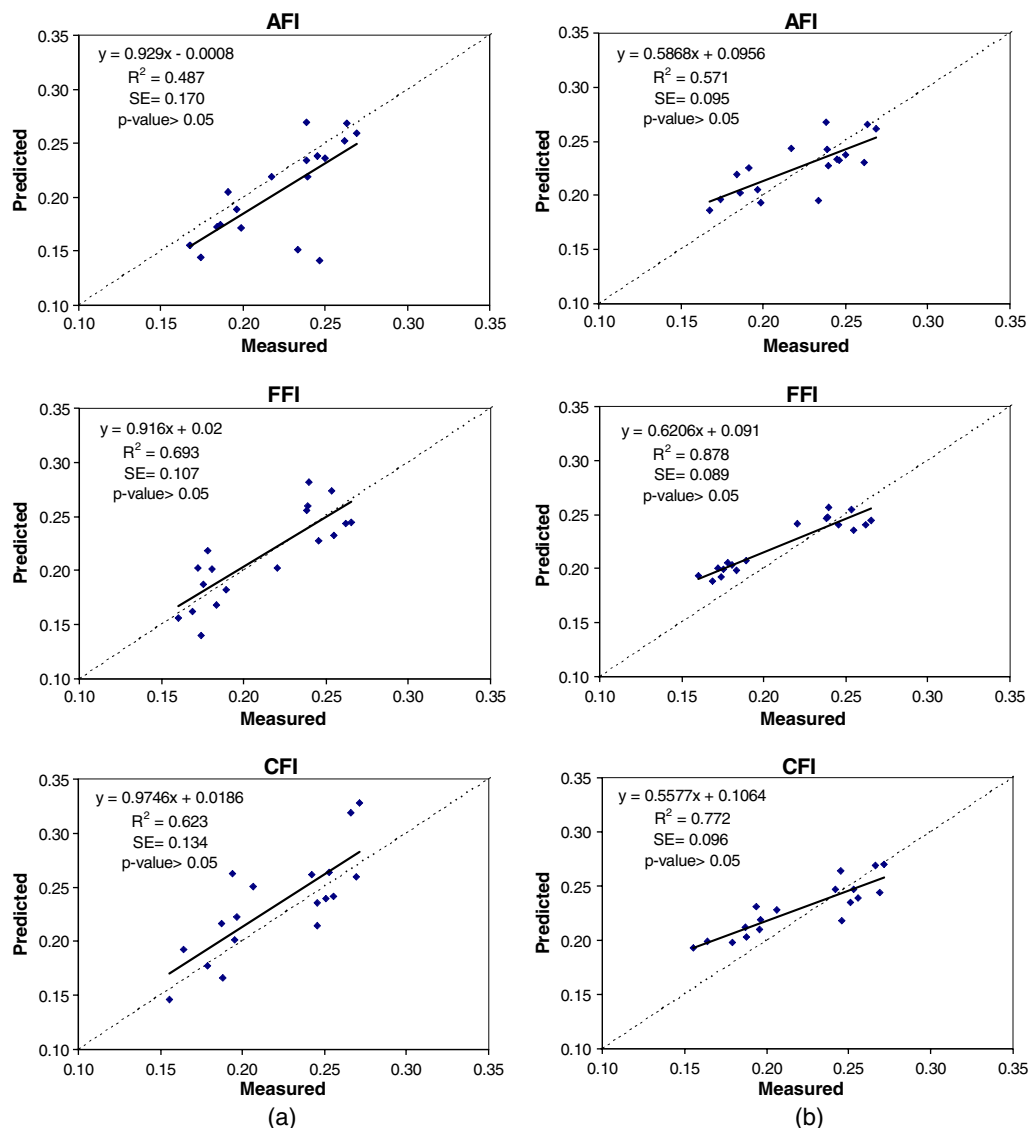 AFI
0.35
0.30
0.25
0.20
0.15
0.10
Predicted
y = 0.929x - 0.0008
R² = 0.487
SE= 0.170
p-value> 0.05
0.10 0.15 0.20 0.25 0.30 0.35
Measured
AFI
0.35
0.30
0.25
0.20
0.15
0.10
Predicted
y = 0.5868x + 0.0956
R² = 0.571
SE= 0.095
p-value> 0.05
0.10 0.15 0.20 0.25 0.30 0.35
Measured
FFI
0.35
0.30
0.25
0.20
0.15
0.10
Predicted
y = 0.916x + 0.02
R² = 0.693
SE= 0.107
p-value> 0.05
0.10 0.15 0.20 0.25 0.30 0.35
Measured
FFI
0.35
0.30
0.25
0.20
0.15
0.10
Predicted
y = 0.6206x + 0.091
R² = 0.878
SE= 0.089
p-value> 0.05
0.10 0.15 0.20 0.25 0.30 0.35
Measured
CFI
0.35
0.30
0.25
0.20
0.15
0.10
Predicted
y = 0.9746x + 0.0186
R² = 0.623
SE= 0.134
p-value> 0.05
0.10 0.15 0.20 0.25 0.30 0.35
Measured
(a)
CFI
0.35
0.30
0.25
0.20
0.15
0.10
Predicted
y = 0.5577x + 0.1064
R² = 0.772
SE= 0.096
p-value> 0.05
0.10 0.15 0.20 0.25 0.30 0.35
Measured
(b)